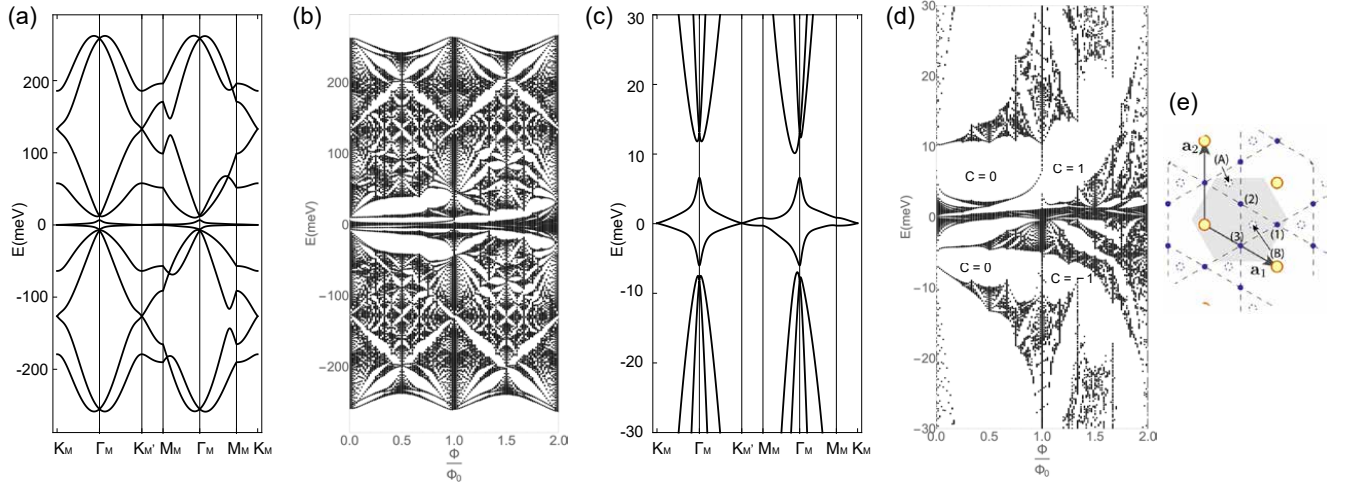 (a)
E(meV)
200
100
0
-100
-200
K_M Γ_M K_M' M_M Γ_M M_M K_M
(b)
E(meV)
200
100
0
-100
-200
0.0 0.5 1.0 1.5 2.0
Φ
Φ_0
(c)
E(meV)
30
20
10
0
-10
-20
-30
K_M Γ_M K_M' M_M Γ_M M_M K_M
(d)
E(meV)
30
20
10
0
-10
-20
-30
C = 0
C = 1
C = 0
C = -1
0.0 0.5 1.0 1.5 2.0
Φ
Φ_0
(e)
a_2
(A)
(2)
(3)
(1)
(B)
a_1